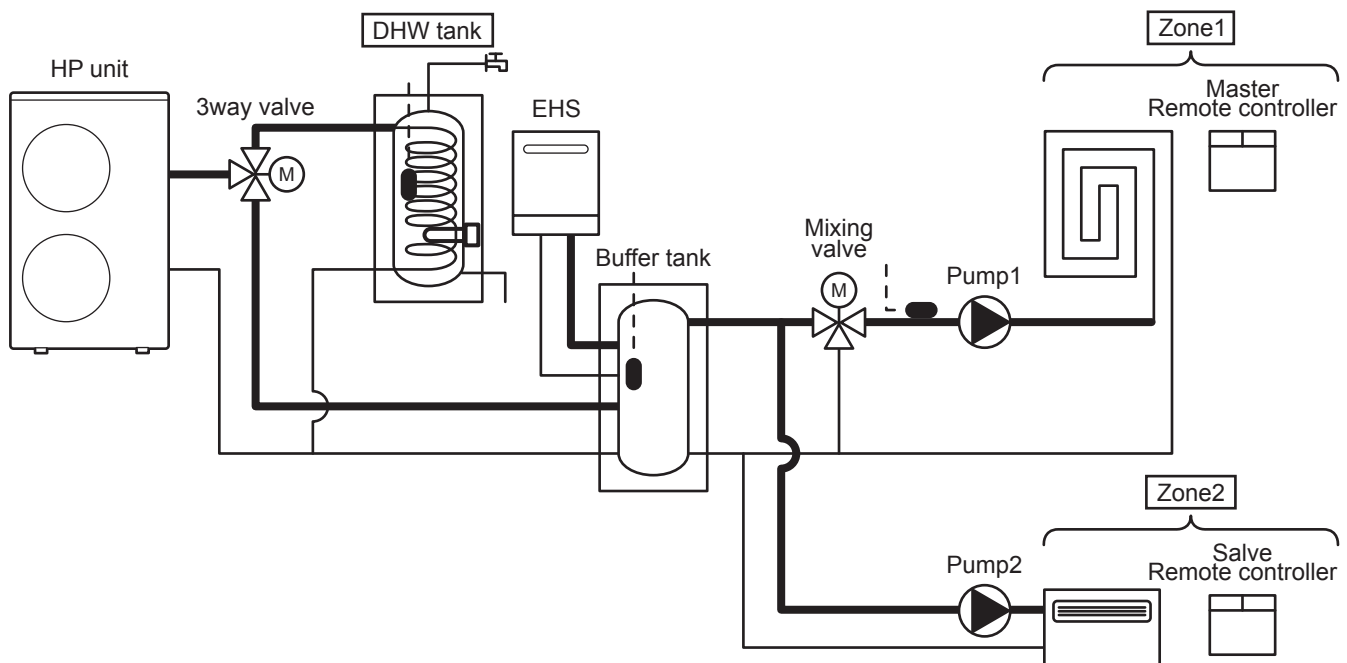 DHW tank
Zone1
HP unit
3way valve
EHS
Master
Remote controller
M
Mixing
valve
M
Buffer tank
Pump1
Zone2
Pump2
Salve
Remote controller